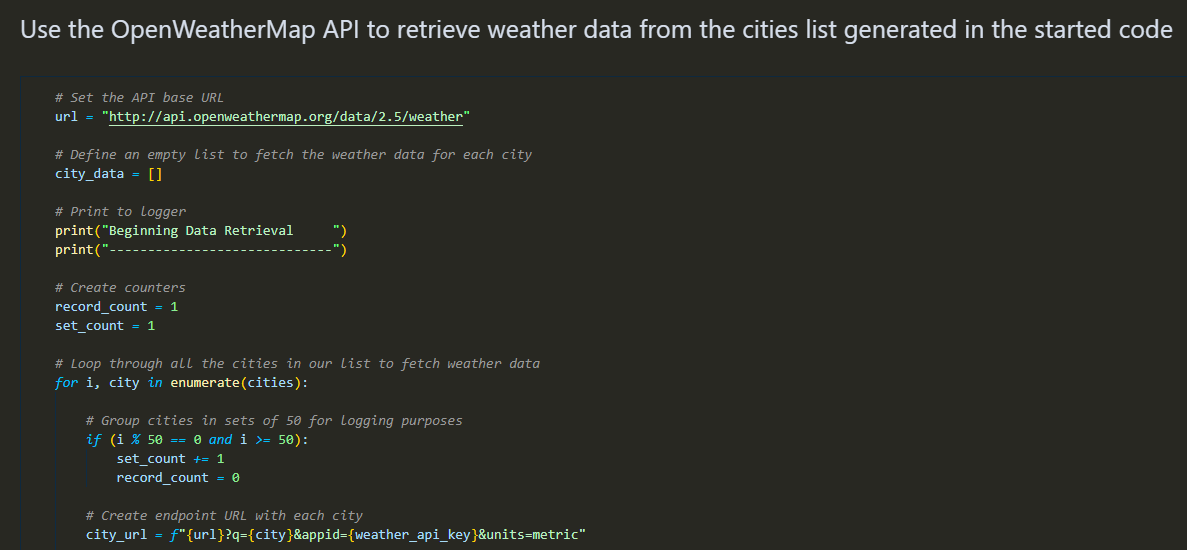 Use the OpenWeatherMap API to retrieve weather data from the cities list generated in the started code
# Set the API base URL
url = "http://api.openweathermap.org/data/2.5/weather"
# Define an empty list to fetch the weather data for each city
city_data = []
# Print to logger
print("Beginning Data Retrieval     ")
print("-----------------------------")
# Create counters
record_count = 1
set_count = 1
# Loop through all the cities in our list to fetch weather data
for i, city in enumerate(cities):
    # Group cities in sets of 50 for logging purposes
    if (i % 50 == 0 and i >= 50):
        set_count += 1
        record_count = 0
    # Create endpoint URL with each city
    city_url = f"{url}?q={city}&appid={weather_api_key}&units=metric"